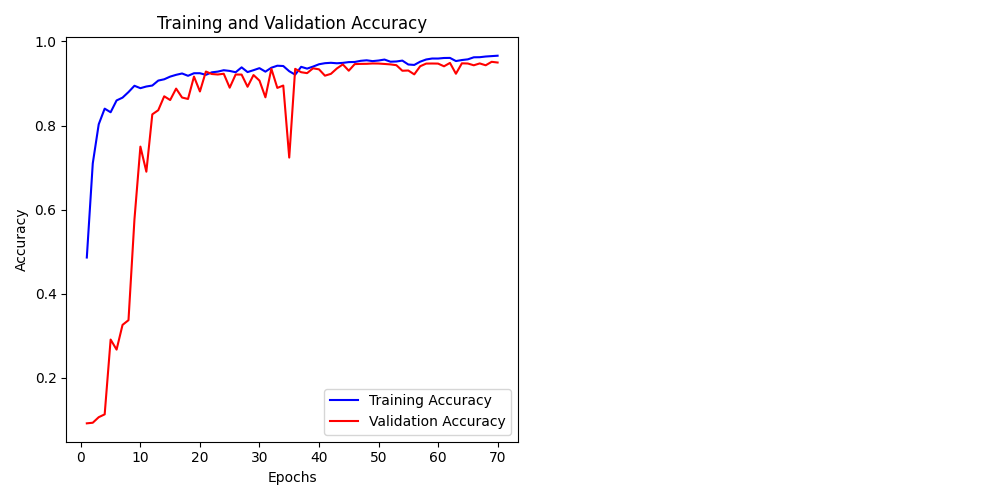 Training and Validation Accuracy
1.0
0.8
0.6
0.4
0.2
Accuracy
0 10 20 30 40 50 60 70
Epochs
Training Accuracy
Validation Accuracy